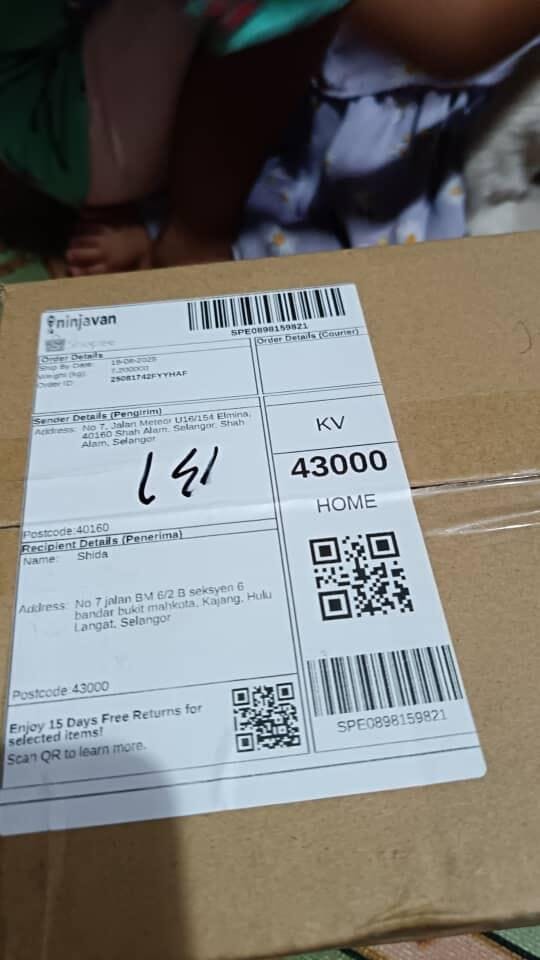 ninjavan
SPE0898159821
Shopee
Order Details
Order Details (Courier)
Ship By Date: 19-08-2025
Weight (kg):
Order ID: 25081742FYYHAF
Sender Details (Pengirim)
Address: No 7, Jalan Meteor U16/154 Elmina,
40160 Shah Alam, Selangor, Shah
Alam, Selangor
Postcode:40160
KV
43000
HOME
Recipient Details (Penerima)
Name: Shida
Address: No 7 jalan BM 6/2 B seksyen 6
bandar bukit mahkota, Kajang, Hulu
Langat, Selangor
Postcode 43000
Enjoy 15 Days Free Returns for
selected items!
Scan QR to learn more.
SPE0898159821